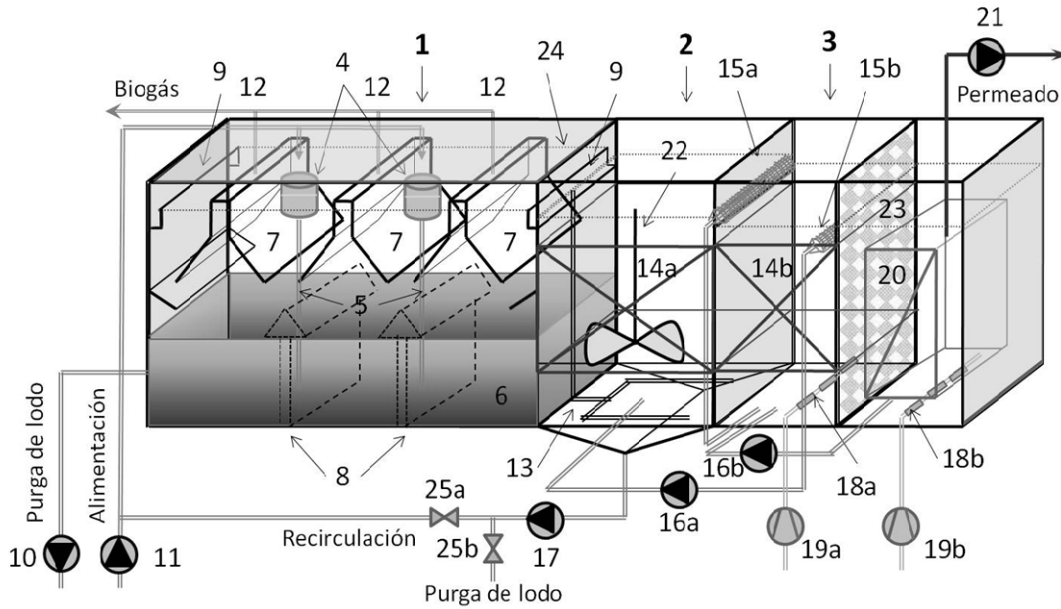 21
1
2
3
4
24
9
12
12
12
9
15a
15b
Biogás
Permeado
22
23
7
7
7
14a
14b
20
5
6
Purga de lodo
Alimentación
8
13
16b
18a
18b
25a
16a
Recirculación
10
11
25b
17
19a
19b
Purga de lodo